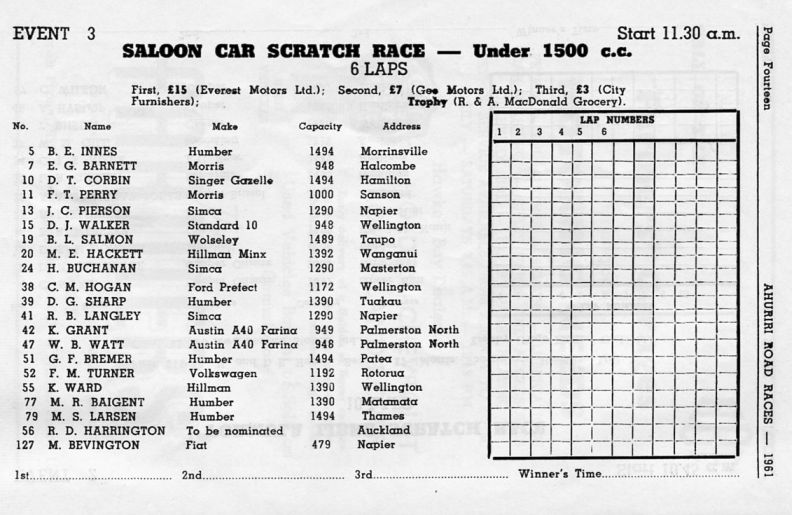 EVENT 3 Start 11.30 a.m.
SALOON CAR SCRATCH RACE — Under 1500 c.c.
6 LAPS
First, £15 (Everest Motors Ltd.); Second, £7 (Gee Motors Ltd.); Third, £3 (City
Furnishers); Trophy (R. & A. MacDonald Grocery).
No. Name Make Capacity Address LAP NUMBERS
1 2 3 4 5 6
5 B. E. INNES Humber 1494 Morrinsville
7 E. G. BARNETT Morris 948 Halcombe
10 D. T. CORBIN Singer Gazelle 1494 Hamilton
11 F. T. PERRY Morris 1000 Sanson
13 J. C. PIERSON Simca 1290 Napier
15 D. J. WALKER Standard 10 948 Wellington
19 B. L. SALMON Wolseley 1489 Taupo
20 M. E. HACKETT Hillman Minx 1392 Wanganui
24 H. BUCHANAN Simca 1290 Masterton
38 C. M. HOGAN Ford Prefect 1172 Wellington
39 D. G. SHARP Humber 1390 Tuakau
41 R. B. LANGLEY Simca 1290 Napier
42 K. GRANT Austin A40 Farina 949 Palmerston North
47 W. B. WATT Austin A40 Farina 948 Palmerston North
51 G. F. BREMER Humber 1494 Patea
52 F. M. TURNER Volkswagen 1192 Rotorua
55 K. WARD Hillman 1390 Wellington
77 M. R. BAIGENT Humber 1390 Matamata
79 M. S. LARSEN Humber 1494 Thames
56 R. D. HARRINGTON To be nominated Auckland
127 M. BEVINGTON Fiat 479 Napier
1st........................................ 2nd........................................ 3rd........................................ Winner's Time........................................
Page Fourteen
AHURIRI ROAD RACES — 1961